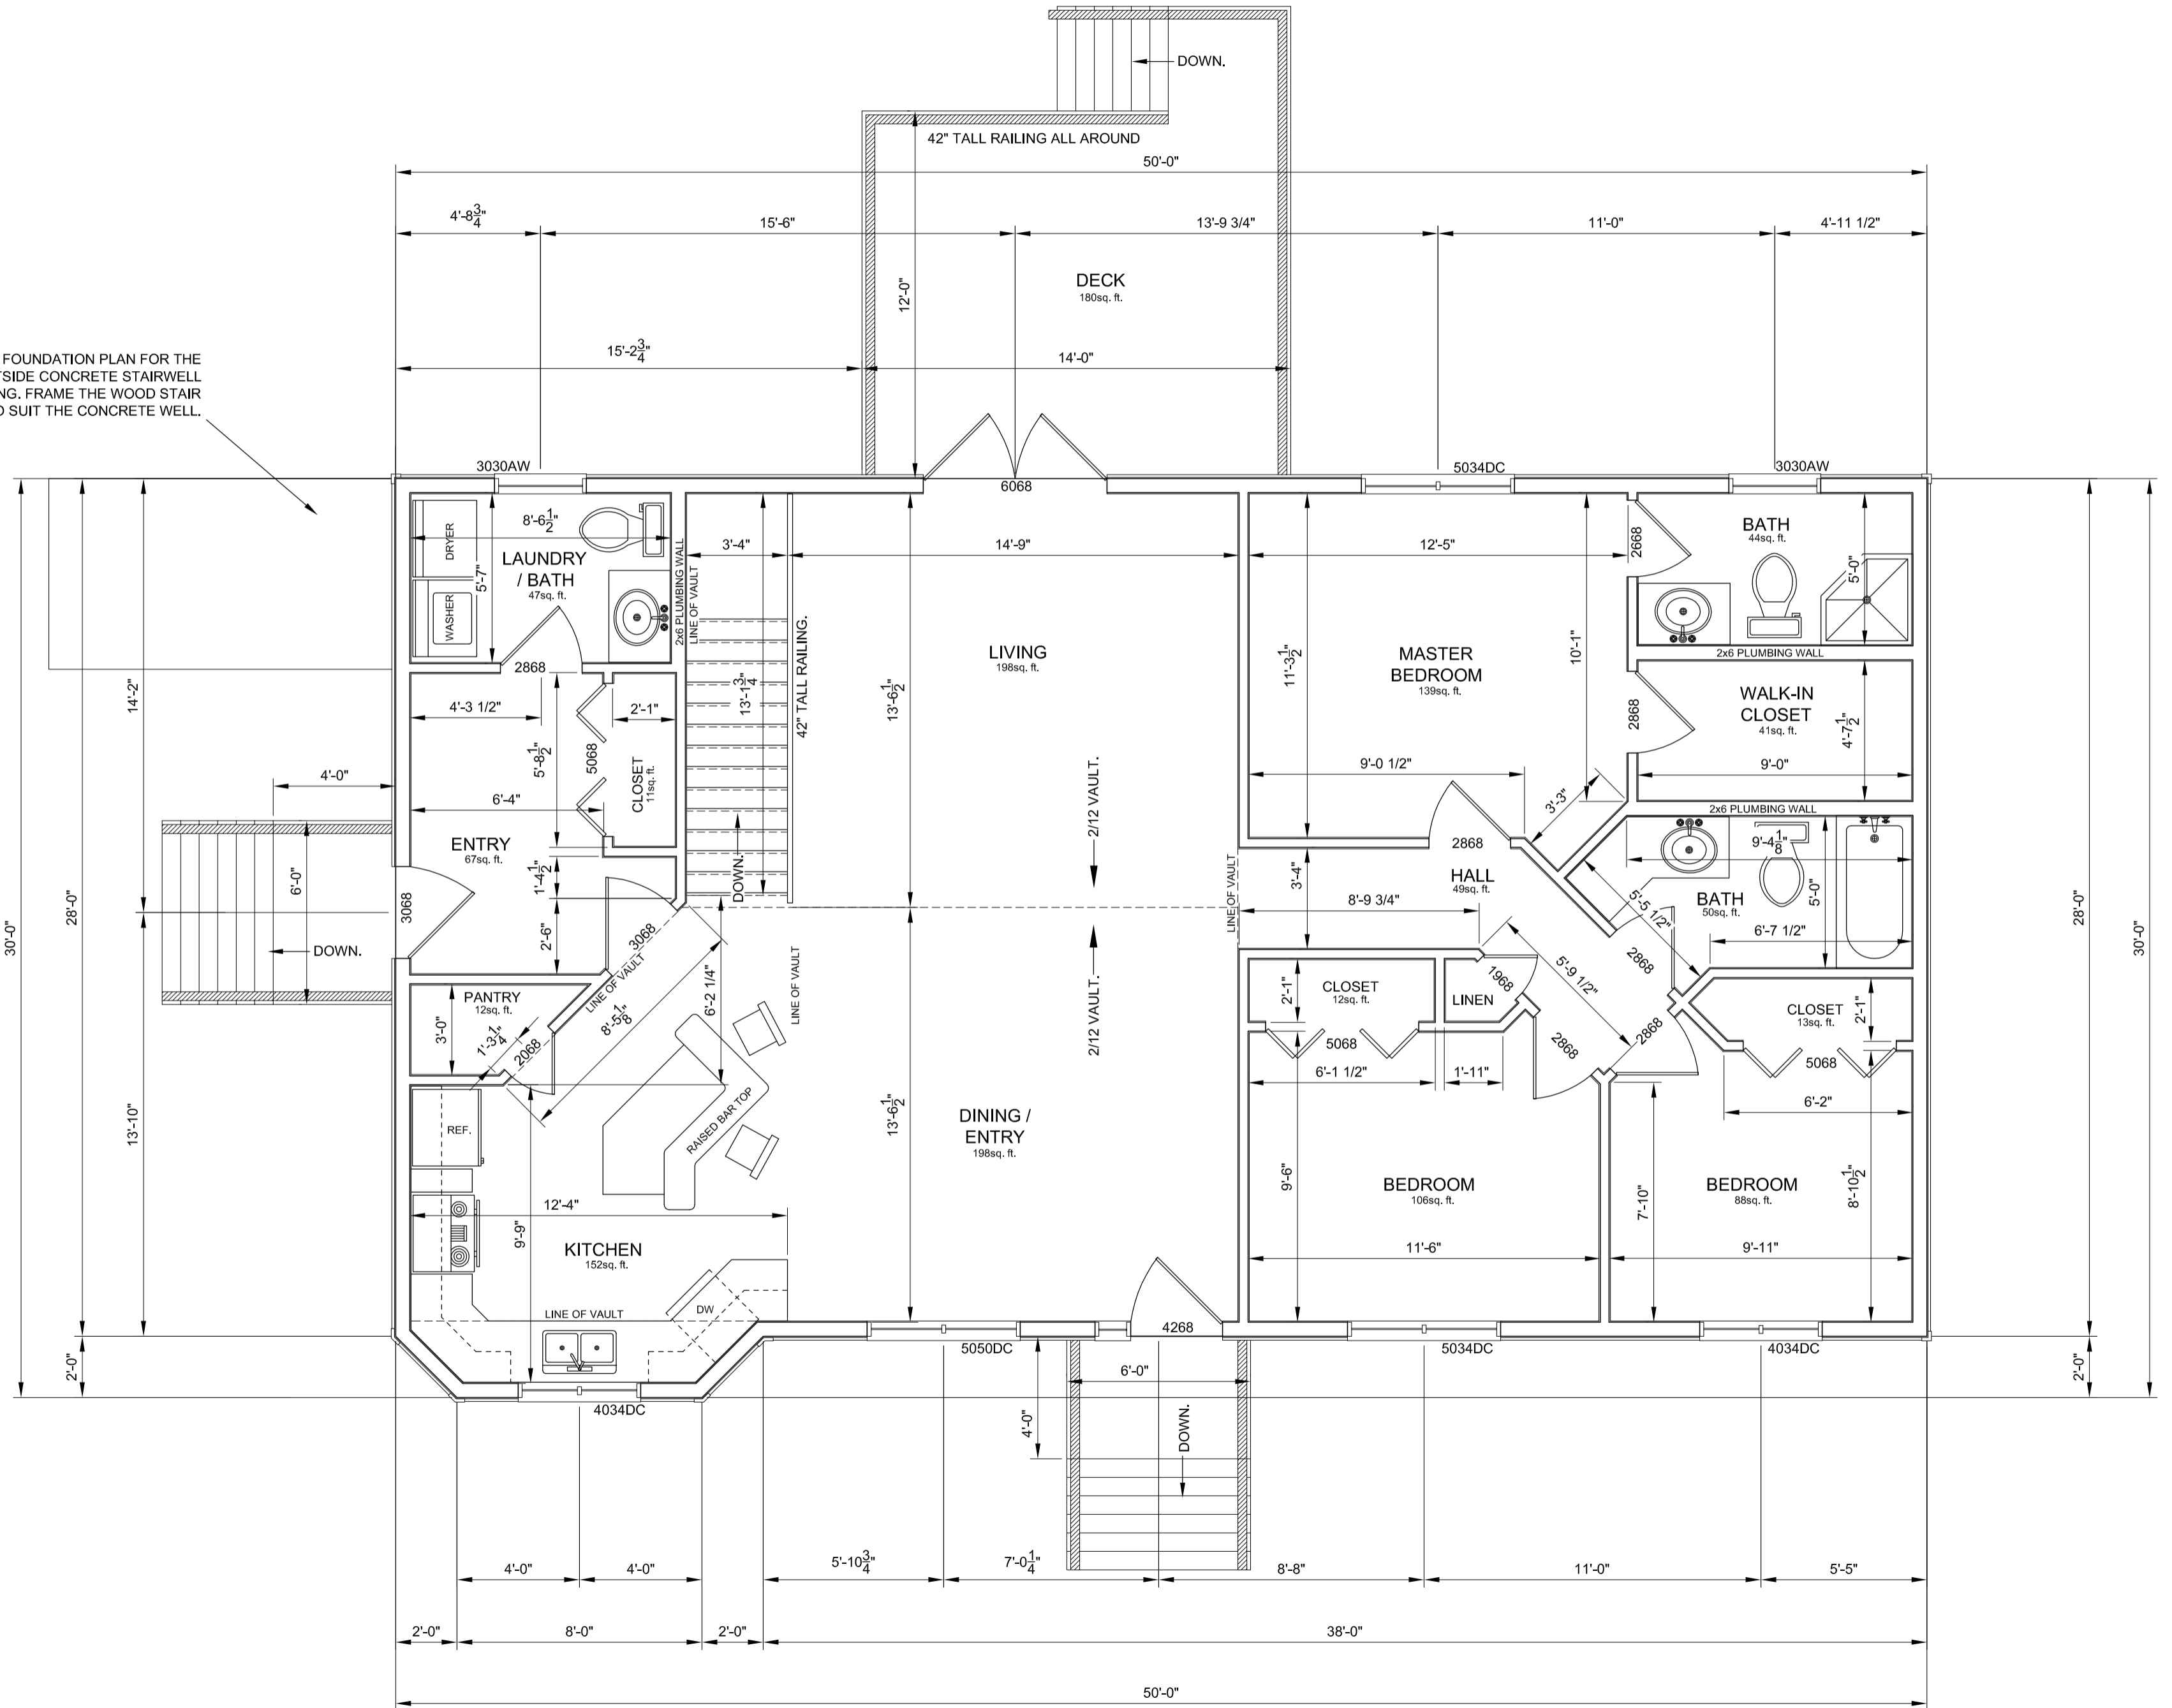 DOWN.
42" TALL RAILING ALL AROUND
50'-0"
4'-8 3/4"
15'-6"
13'-9 3/4"
11'-0"
4'-11 1/2"
DECK
180sq. ft.
12'-0"
15'-2 3/4"
14'-0"
FOUNDATION PLAN FOR THE
CONCRETE STAIRWELL
FRAME THE WOOD STAIR
SUIT THE CONCRETE WELL.
3030AW
6068
5034DC
3030AW
30'-0"
28'-0"
14'-2"
13'-10"
2'-0"
DRYER
WASHER
8'-6 1/2"
5'-7"
LAUNDRY
/ BATH
47sq. ft.
2x6 PLUMBING WALL
LINE OF VAULT
3'-4"
14'-9"
13'-1 3/4"
42" TALL RAILING.
DOWN.
LIVING
198sq. ft.
13'-6 1/2"
12'-5"
11'-3 1/2"
10'-1"
MASTER
BEDROOM
139sq. ft.
9'-0 1/2"
3'-3"
2668
BATH
44sq. ft.
5'-0"
2x6 PLUMBING WALL
WALK-IN
CLOSET
41sq. ft.
2868
4'-7 1/2"
9'-0"
2x6 PLUMBING WALL
2868
4'-3 1/2"
2'-1"
5'-8 1/2"
5068
CLOSET
11sq. ft.
6'-4"
ENTRY
67sq. ft.
1'-4 1/2"
2'-6"
3068
3068
4'-0"
6'-0"
DOWN.
2/12 VAULT.
2/12 VAULT.
LINE OF VAULT
LINE OF VAULT
LINE OF VAULT
2868
HALL
49sq. ft.
3'-4"
8'-9 3/4"
9'-4 1/8"
BATH
50sq. ft.
5'-0"
5'-5 1/2"
6'-7 1/2"
2868
5'-9 1/2"
PANTRY
12sq. ft.
3'-0"
1'-3 1/4"
2068
8'-5 1/8"
6'-2 1/4"
RAISED BAR TOP
REF.
12'-4"
9'-9"
KITCHEN
152sq. ft.
LINE OF VAULT
DW
4034DC
13'-6 1/2"
DINING /
ENTRY
198sq. ft.
CLOSET
12sq. ft.
2'-1"
LINEN
1968
5068
6'-1 1/2"
1'-11"
2868
2868
9'-6"
BEDROOM
106sq. ft.
11'-6"
CLOSET
13sq. ft.
2'-1"
5068
6'-2"
7'-10"
8'-10 1/2"
BEDROOM
88sq. ft.
9'-11"
28'-0"
30'-0"
2'-0"
5050DC
4268
5034DC
4034DC
6'-0"
4'-0"
DOWN.
4'-0"
4'-0"
5'-10 3/4"
7'-0 1/4"
8'-8"
11'-0"
5'-5"
2'-0"
8'-0"
2'-0"
38'-0"
50'-0"